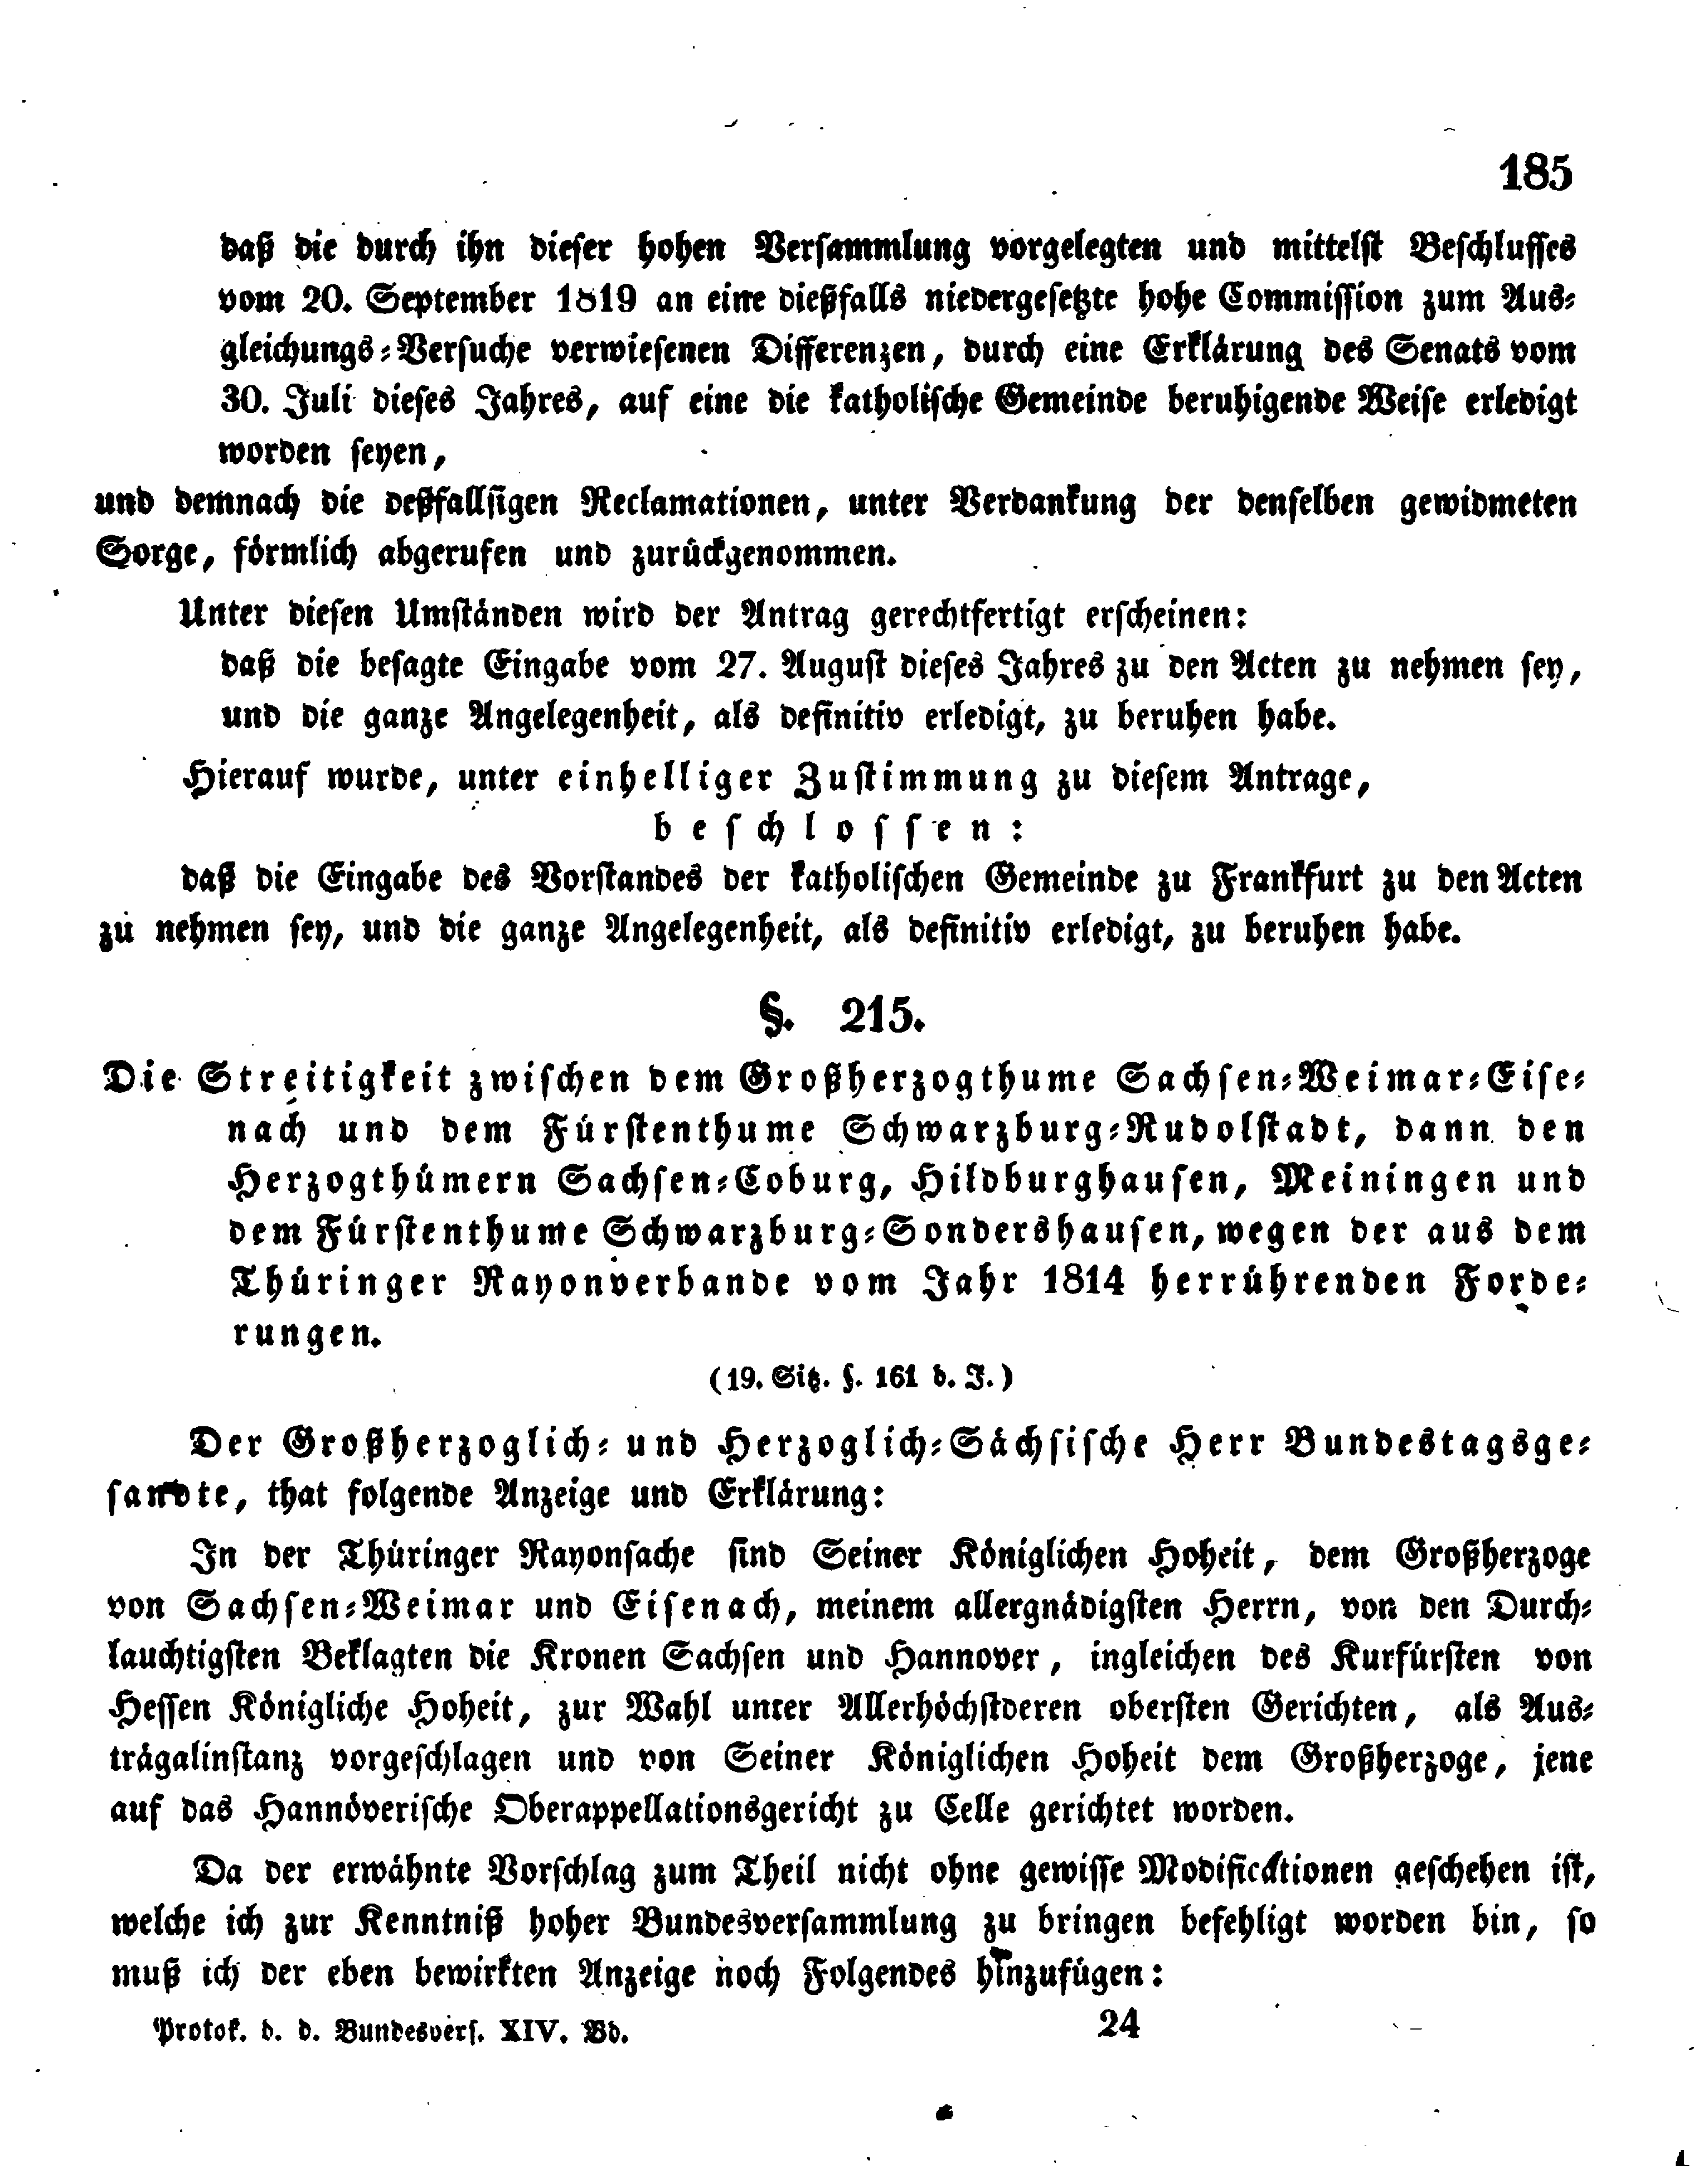 185
daß die durch ihn dieser hohen Versammlung vorgelegten und mittelst Beschlusses
vom 20. September 1819 an eine dießfalls niedergesetzte hohe Commission zum Aus-
gleichungs-Versuche verwiesenen Differenzen, durch eine Erklärung des Senats vom
30. Juli dieses Jahres, auf eine die katholische Gemeinde beruhigende Weise erledigt
worden seyen,
und demnach die deßfallsigen Reclamationen, unter Verdankung der denselben gewidmeten
Sorge, förmlich abgerufen und zurückgenommen.
Unter diesen Umständen wird der Antrag gerechtfertigt erscheinen:
daß die besagte Eingabe vom 27. August dieses Jahres zu den Acten zu nehmen sey,
und die ganze Angelegenheit, als definitiv erledigt, zu beruhen habe.
Hierauf wurde, unter einhelliger Zustimmung zu diesem Antrage,
beschlossen:
daß die Eingabe des Vorstandes der katholischen Gemeinde zu Frankfurt zu den Acten
zu nehmen sey, und die ganze Angelegenheit, als definitiv erledigt, zu beruhen habe.
§. 215.
Die Streitigkeit zwischen dem Großherzogthume Sachsen-Weimar-Eise-
nach und dem Fürstenthume Schwarzburg-Rudolstadt, dann den
Herzogthümern Sachsen-Coburg, Hildburghausen, Meiningen und
dem Fürstenthume Schwarzburg-Sondershausen, wegen der aus dem
Thüringer Rayonverbande vom Jahr 1814 herrührenden Forde-
rungen.
(19. Sitz. §. 161 d. J.)
Der Großherzoglich- und Herzoglich-Sächsische Herr Bundestagsge-
sandte, that folgende Anzeige und Erklärung:
In der Thüringer Rayonsache sind Seiner Königlichen Hoheit, dem Großherzoge
von Sachsen-Weimar und Eisenach, meinem allergnädigsten Herrn, von den Durch-
lauchtigsten Beklagten die Kronen Sachsen und Hannover, ingleichen des Kurfürsten von
Hessen Königliche Hoheit, zur Wahl unter Allerhöchstderen obersten Gerichten, als Aus-
trägalinstanz vorgeschlagen und von Seiner Königlichen Hoheit dem Großherzoge, jene
auf das Hannöverische Oberappellationsgericht zu Celle gerichtet worden.
Da der erwähnte Vorschlag zum Theil nicht ohne gewisse Modificationen geschehen ist,
welche ich zur Kenntniß hoher Bundesversammlung zu bringen befehligt worden bin, so
muß ich der eben bewirkten Anzeige noch Folgendes hinzufügen:
Protok. d. d. Bundesvers. XIV. Bd. 24